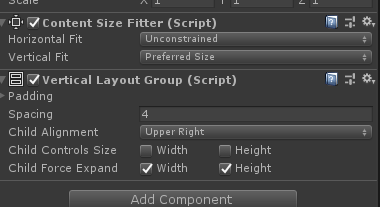 Scale X 1 Y 1 Z 1
Content Size Fitter (Script)
Horizontal Fit Unconstrained
Vertical Fit Preferred Size
Vertical Layout Group (Script)
Padding
Spacing 4
Child Alignment Upper Right
Child Controls Size Width Height
Child Force Expand Width Height
Add Component